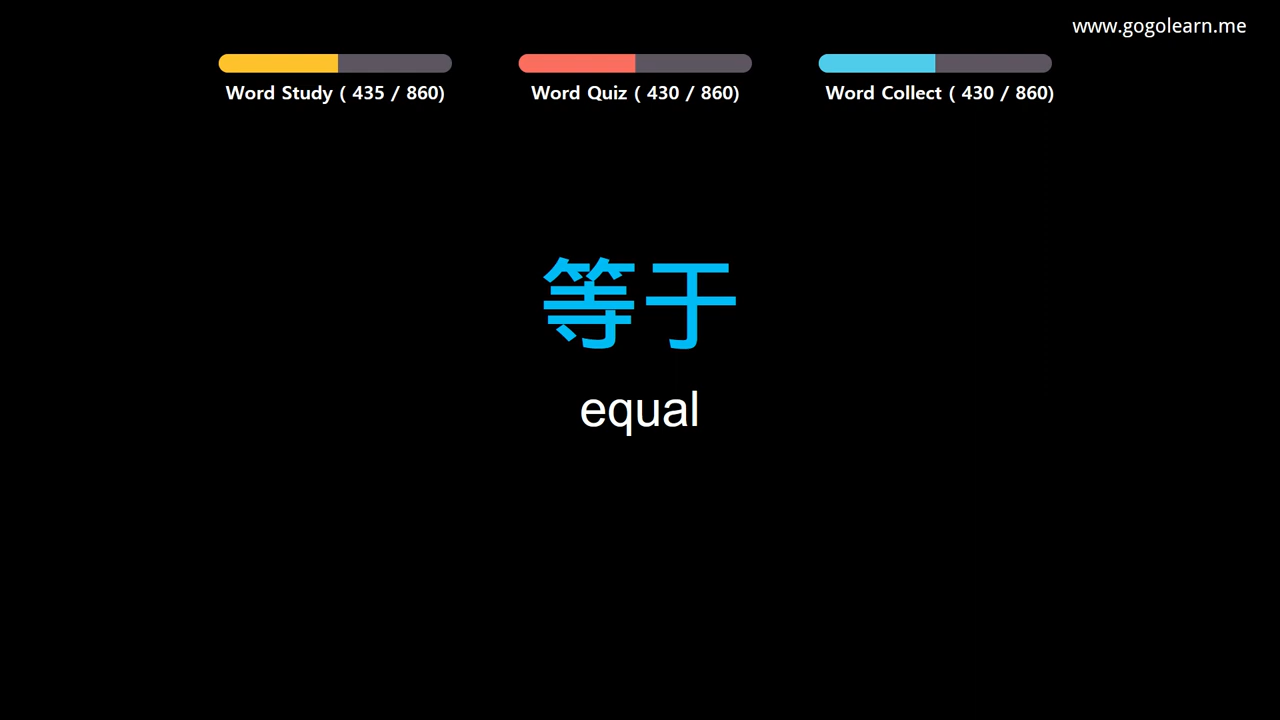 www.gogolearn.me
Word Study ( 435 / 860)
Word Quiz ( 430 / 860)
Word Collect ( 430 / 860)
等于
equal